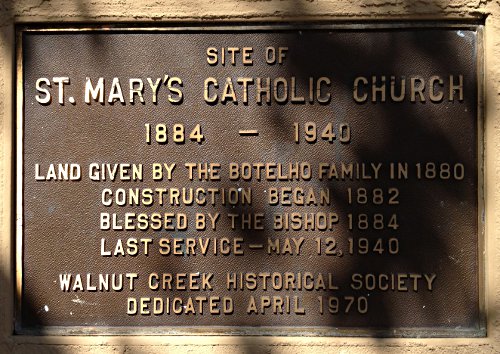 SITE OF
ST. MARY'S CATHOLIC CHURCH
1884 — 1940
LAND GIVEN BY THE BOTELHO FAMILY IN 1880
CONSTRUCTION BEGAN 1882
BLESSED BY THE BISHOP 1884
LAST SERVICE — MAY 12, 1940
WALNUT CREEK HISTORICAL SOCIETY
DEDICATED APRIL 1970